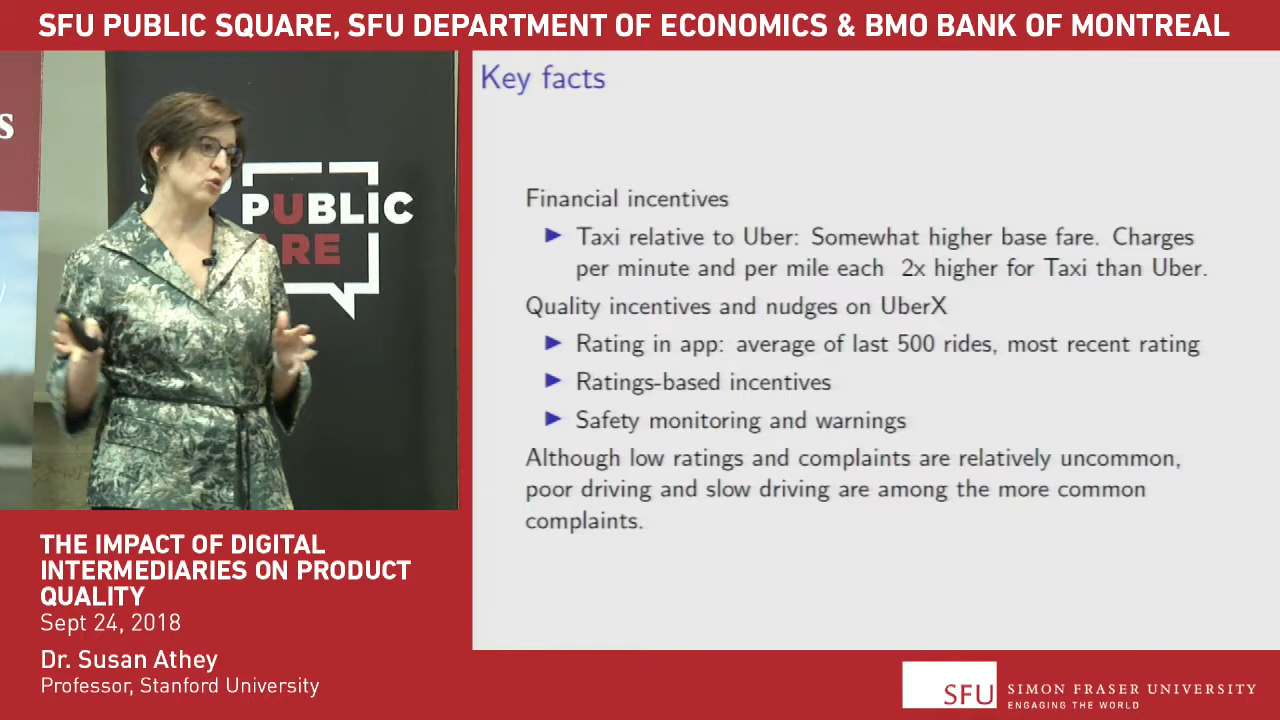 SFU PUBLIC SQUARE, SFU DEPARTMENT OF ECONOMICS & BMO BANK OF MONTREAL
s
PUBLIC
ARE
Key facts
Financial incentives
Taxi relative to Uber: Somewhat higher base fare. Charges
per minute and per mile each 2x higher for Taxi than Uber.
Quality incentives and nudges on UberX
Rating in app: average of last 500 rides, most recent rating
Ratings-based incentives
Safety monitoring and warnings
Although low ratings and complaints are relatively uncommon,
poor driving and slow driving are among the more common
complaints.
THE IMPACT OF DIGITAL
INTERMEDIARIES ON PRODUCT
QUALITY
Sept 24, 2018
Dr. Susan Athey
Professor, Stanford University
SFU
SIMON FRASER UNIVERSITY
ENGAGING THE WORLD